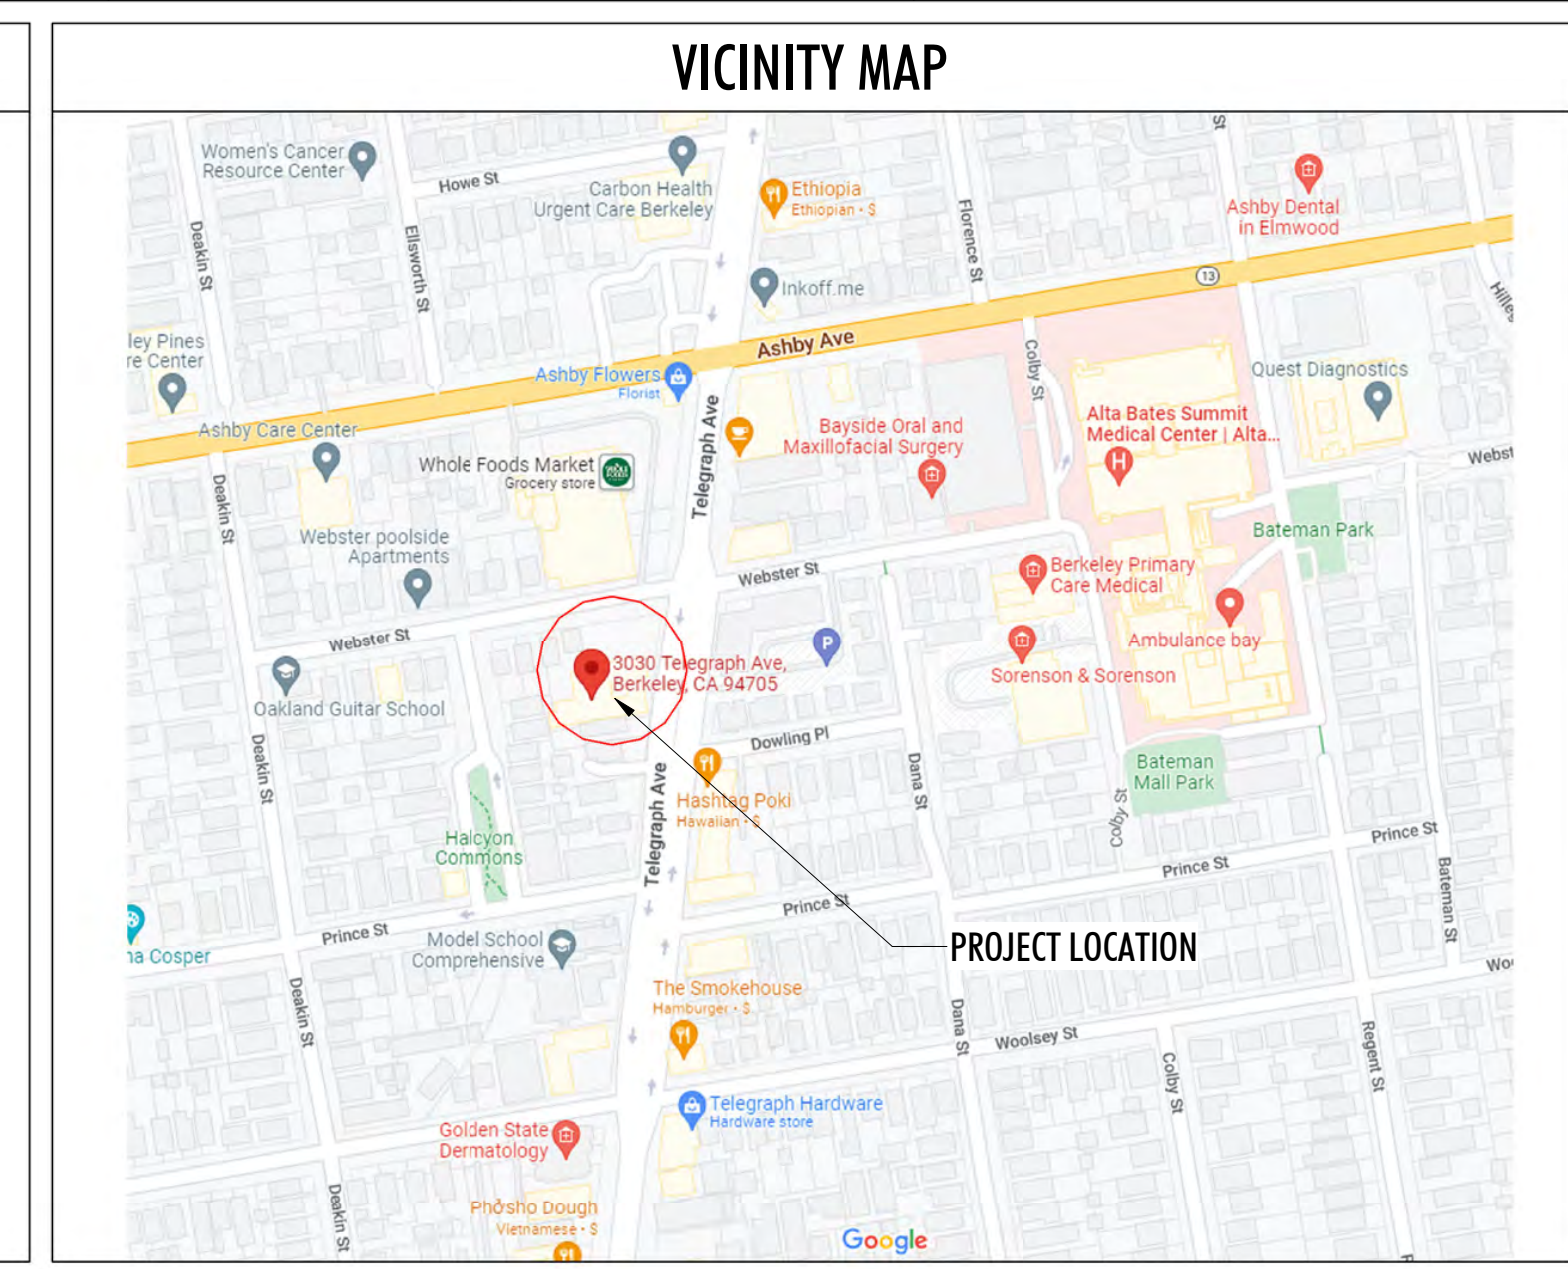 VICINITY MAP
Women's Cancer
Resource Center
Howe St
Carbon Health
Urgent Care Berkeley
Ethiopia
Ethiopian · $
Ashby Dental
in Elmwood
St
Deakin St
Ellsworth St
Florence St
13
Inkoff.me
Hilleg
ley Pines
re Center
Ashby Ave
Ashby Flowers
Florist
Colby St
Quest Diagnostics
Telegraph Ave
Ashby Care Center
Bayside Oral and
Maxillofacial Surgery
Alta Bates Summit
Medical Center | Alta...
H
Whole Foods Market
Grocery store
Webst
Deakin St
Webster poolside
Apartments
Bateman Park
Webster St
Berkeley Primary
Care Medical
Webster St
P
Ambulance bay
3030 Telegraph Ave,
Berkeley, CA 94705
Sorenson & Sorenson
Oakland Guitar School
Deakin St
Dowling Pl
Dana St
Telegraph Ave
Bateman
Mall Park
Hashtag Poki
Hawaiian · $
Colby St
Halcyon
Commons
Prince St
Prince St
Bateman St
Prince St
Prince St
Model School
Comprehensive
na Cosper
PROJECT LOCATION
Woo
The Smokehouse
Hamburger · $
Deakin St
Dana St
Woolsey St
Regent St
Colby St
Telegraph Hardware
Hardware store
Golden State
Dermatology
Deakin St
Phởsho Dough
Vietnamese · $
Google